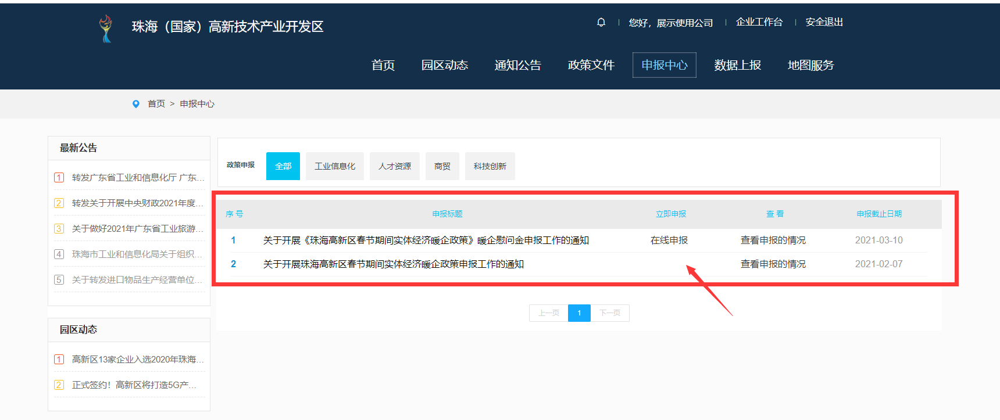 珠海（国家）高新技术产业开发区
您好，展示使用公司
企业工作台
安全退出
首页 园区动态 通知公告 政策文件 申报中心 数据上报 地图服务
首页 > 申报中心
最新公告
1 转发广东省工业和信息化厅 广东...
2 转发关于开展中央财政2021年度...
3 关于做好2021年广东省工业旅游...
4 珠海市工业和信息化局关于组织...
5 关于转发进口物品生产经营单位...
园区动态
1 高新区13家企业入选2020年珠海...
2 正式签约！高新区将打造5G产...
政策申报 全部 工业信息化 人才资源 商贸 科技创新
序 号 申报标题 立即申报 查 看 申报截止日期
1 关于开展《珠海高新区春节期间实体经济暖企政策》暖企慰问金申报工作的通知 在线申报 查看申报的情况 2021-03-10
2 关于开展珠海高新区春节期间实体经济暖企政策申报工作的通知 查看申报的情况 2021-02-07
上一页 1 下一页